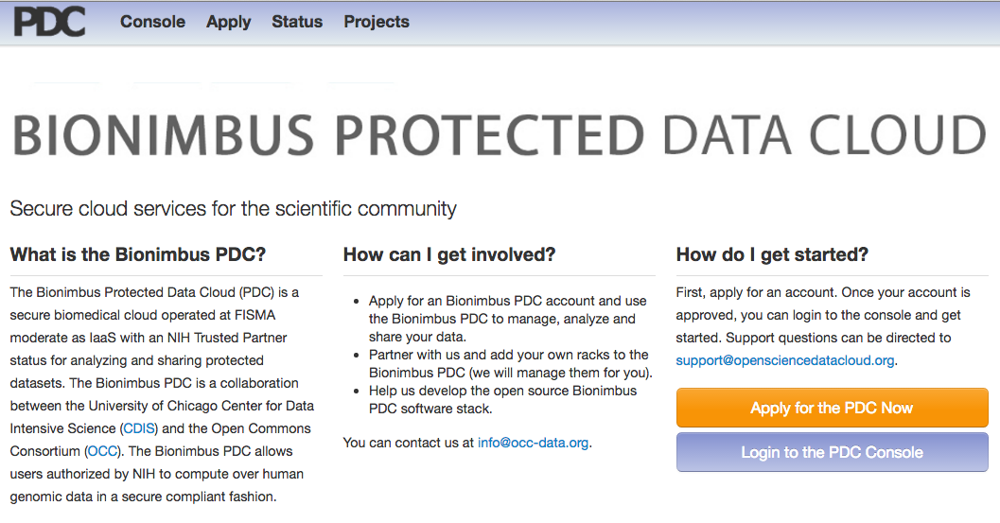 PDC Console Apply Status Projects
BIONIMBUS PROTECTED DATA CLOUD
Secure cloud services for the scientific community
What is the Bionimbus PDC?
The Bionimbus Protected Data Cloud (PDC) is a
secure biomedical cloud operated at FISMA
moderate as IaaS with an NIH Trusted Partner
status for analyzing and sharing protected
datasets. The Bionimbus PDC is a collaboration
between the University of Chicago Center for Data
Intensive Science (CDIS) and the Open Commons
Consortium (OCC). The Bionimbus PDC allows
users authorized by NIH to compute over human
genomic data in a secure compliant fashion.
How can I get involved?
• Apply for an Bionimbus PDC account and use
the Bionimbus PDC to manage, analyze and
share your data.
• Partner with us and add your own racks to the
Bionimbus PDC (we will manage them for you).
• Help us develop the open source Bionimbus
PDC software stack.
You can contact us at info@occ-data.org.
How do I get started?
First, apply for an account. Once your account is
approved, you can login to the console and get
started. Support questions can be directed to
support@opensciencedatacloud.org.
Apply for the PDC Now
Login to the PDC Console